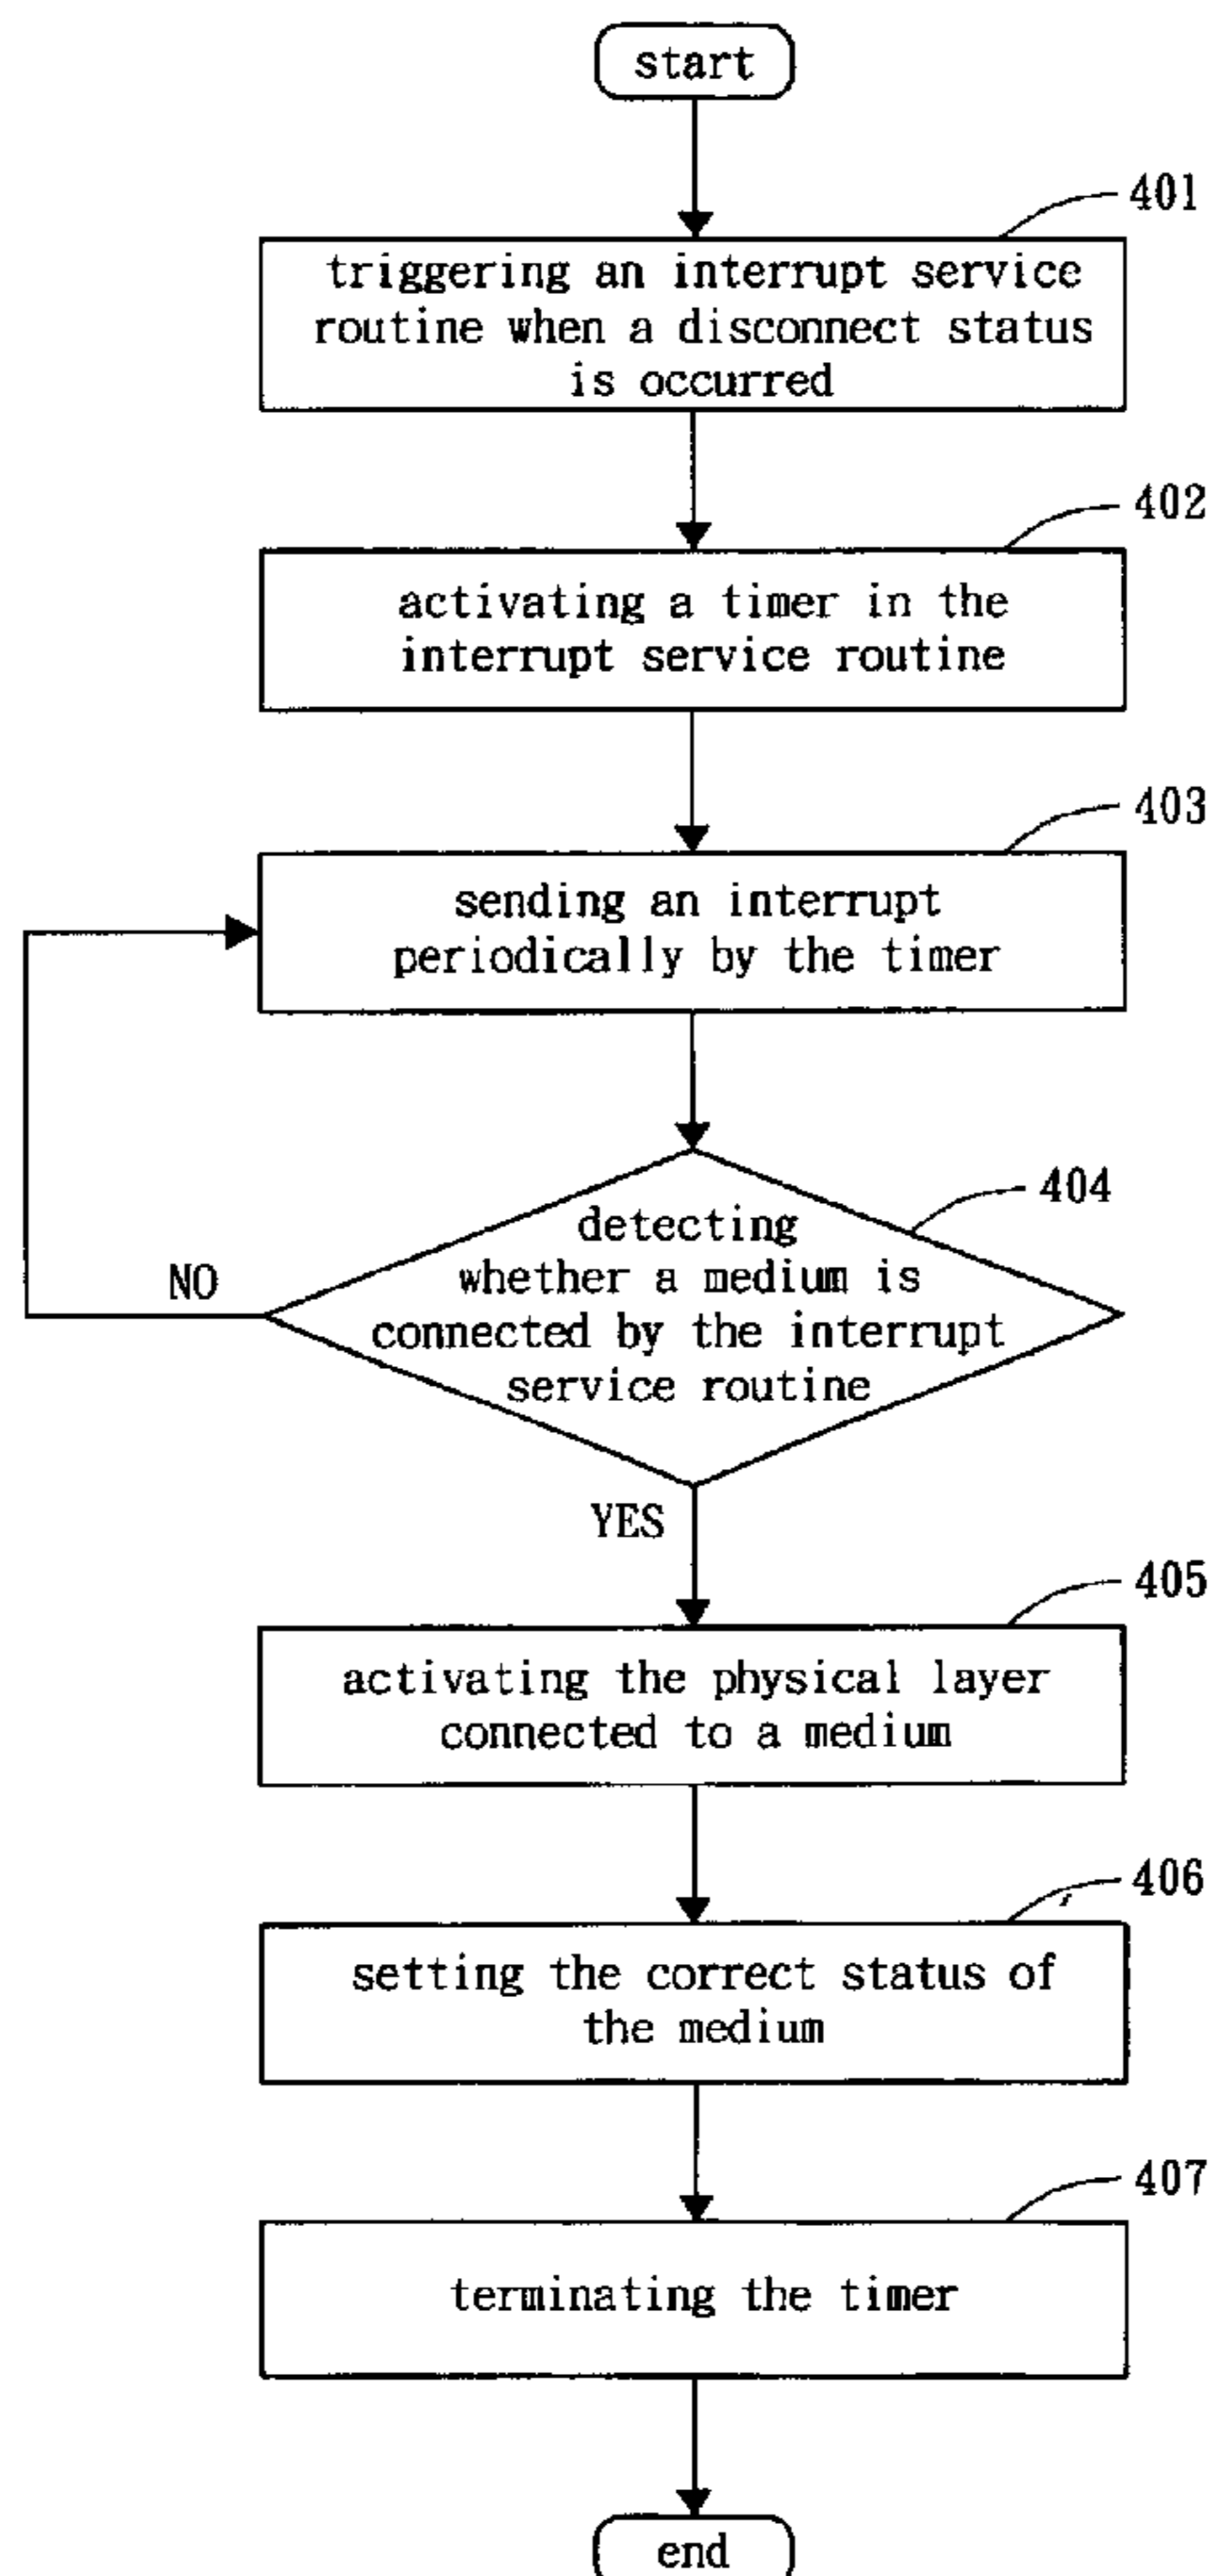 start
401
triggering an interrupt service
routine when a disconnect status
is occurred
402
activating a timer in the
interrupt service routine
403
sending an interrupt
periodically by the timer
404
detecting
whether a medium is
connected by the interrupt
service routine
NO
YES
405
activating the physical layer
connected to a medium
406
setting the correct status of
the medium
407
terminating the timer
end